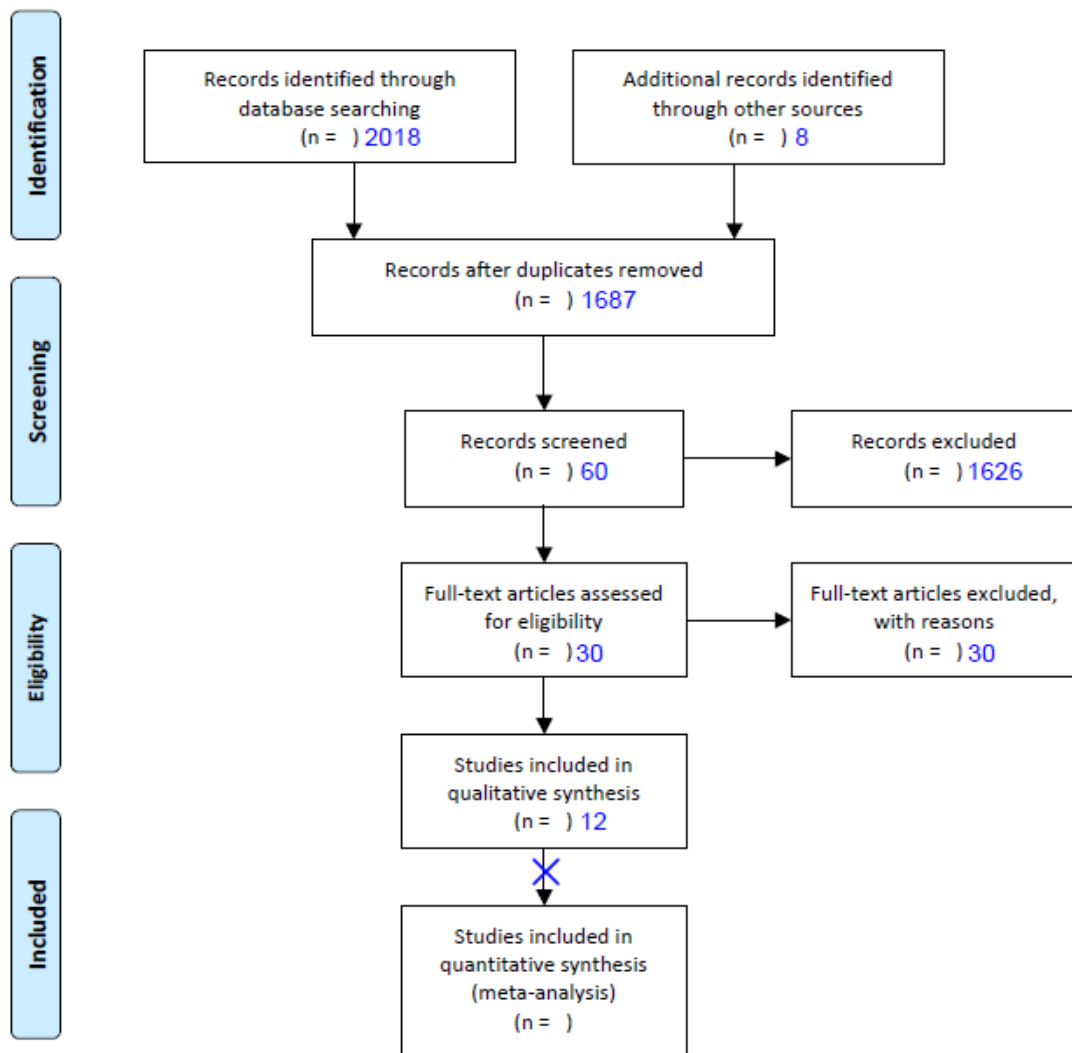 Identification
Records identified through
database searching
(n =   ) 2018
Additional records identified
through other sources
(n =   ) 8
Records after duplicates removed
(n =   ) 1687
Screening
Records screened
(n =   ) 60
Records excluded
(n =   ) 1626
Eligibility
Full-text articles assessed
for eligibility
(n =   ) 30
Full-text articles excluded,
with reasons
(n =   ) 30
Studies included in
qualitative synthesis
(n =   ) 12
Included
Studies included in
quantitative synthesis
(meta-analysis)
(n =   )